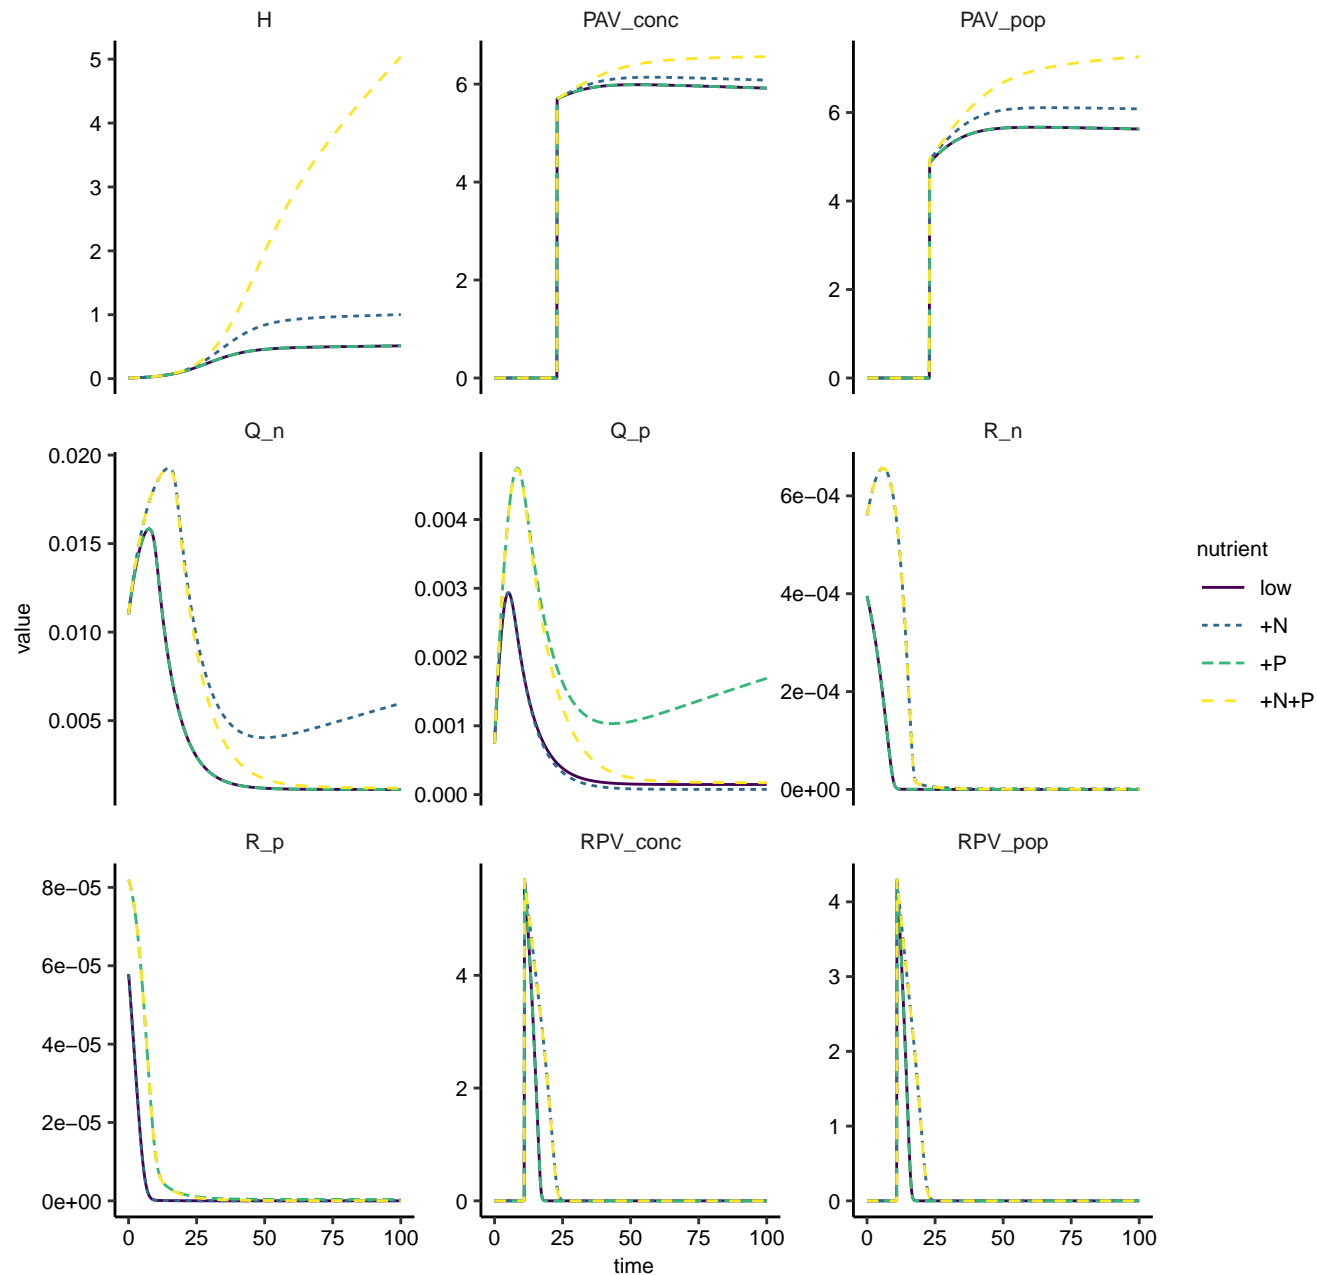 H
PAV_conc
PAV_pop
5
4
3
2
1
0
6
4
2
0
6
4
2
0
Q_n
Q_p
R_n
0.020
0.015
0.010
0.005
0.004
0.003
0.002
0.001
0.000
6e−04
4e−04
2e−04
0e+00
R_p
RPV_conc
RPV_pop
8e−05
6e−05
4e−05
2e−05
0e+00
4
2
0
4
3
2
1
0
0 25 50 75 100
0 25 50 75 100
0 25 50 75 100
time
value
nutrient
low
+N
+P
+N+P